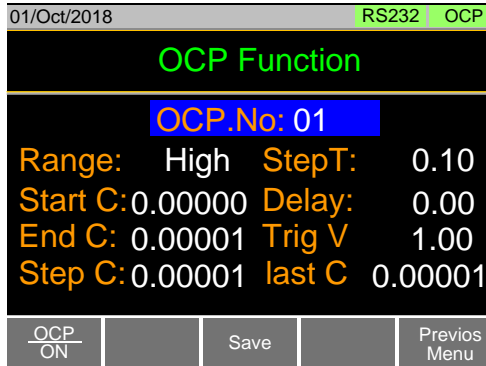 01/Oct/2018 RS232 OCP
OCP Function
OCP.No: 01
Range: High StepT: 0.10
Start C: 0.00000 Delay: 0.00
End C: 0.00001 Trig V 1.00
Step C: 0.00001 last C 0.00001
OCP ON Save Previos Menu